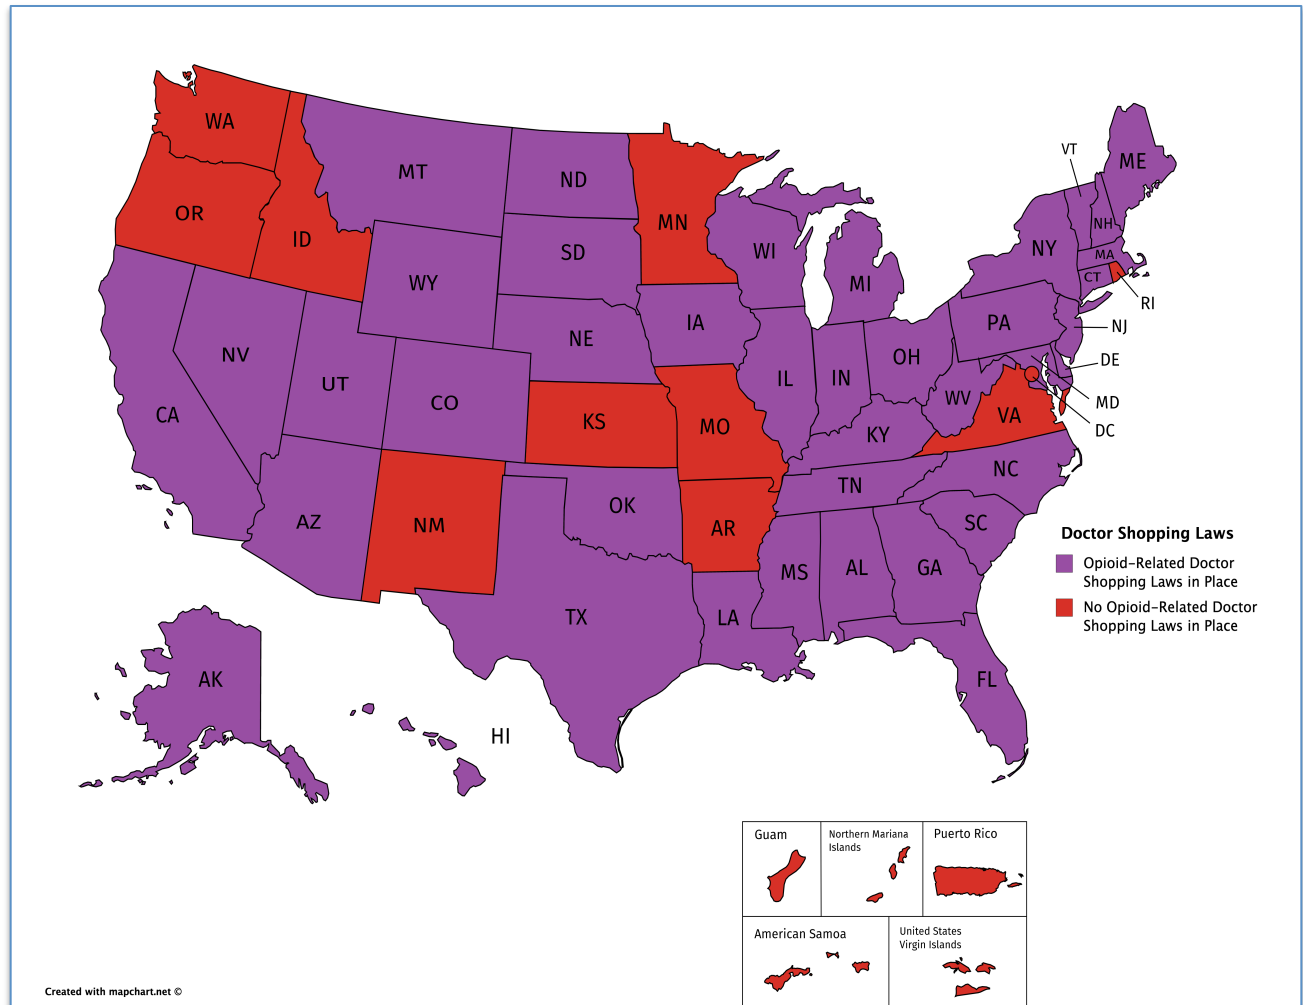 WA
MT
ND
MN
VT
ME
OR
ID
SD
WI
NY
NH
MA
CT
RI
WY
MI
IA
NE
PA
NJ
NV
UT
CO
IL
IN
OH
DE
MD
DC
WV
VA
CA
KS
MO
KY
NC
TN
AZ
NM
OK
AR
SC
MS
AL
GA
TX
LA
FL
AK
HI
Doctor Shopping Laws
Opioid-Related Doctor
Shopping Laws in Place
No Opioid-Related Doctor
Shopping Laws in Place
Guam
Northern Mariana
Islands
Puerto Rico
American Samoa
United States
Virgin Islands
Created with mapchart.net ©